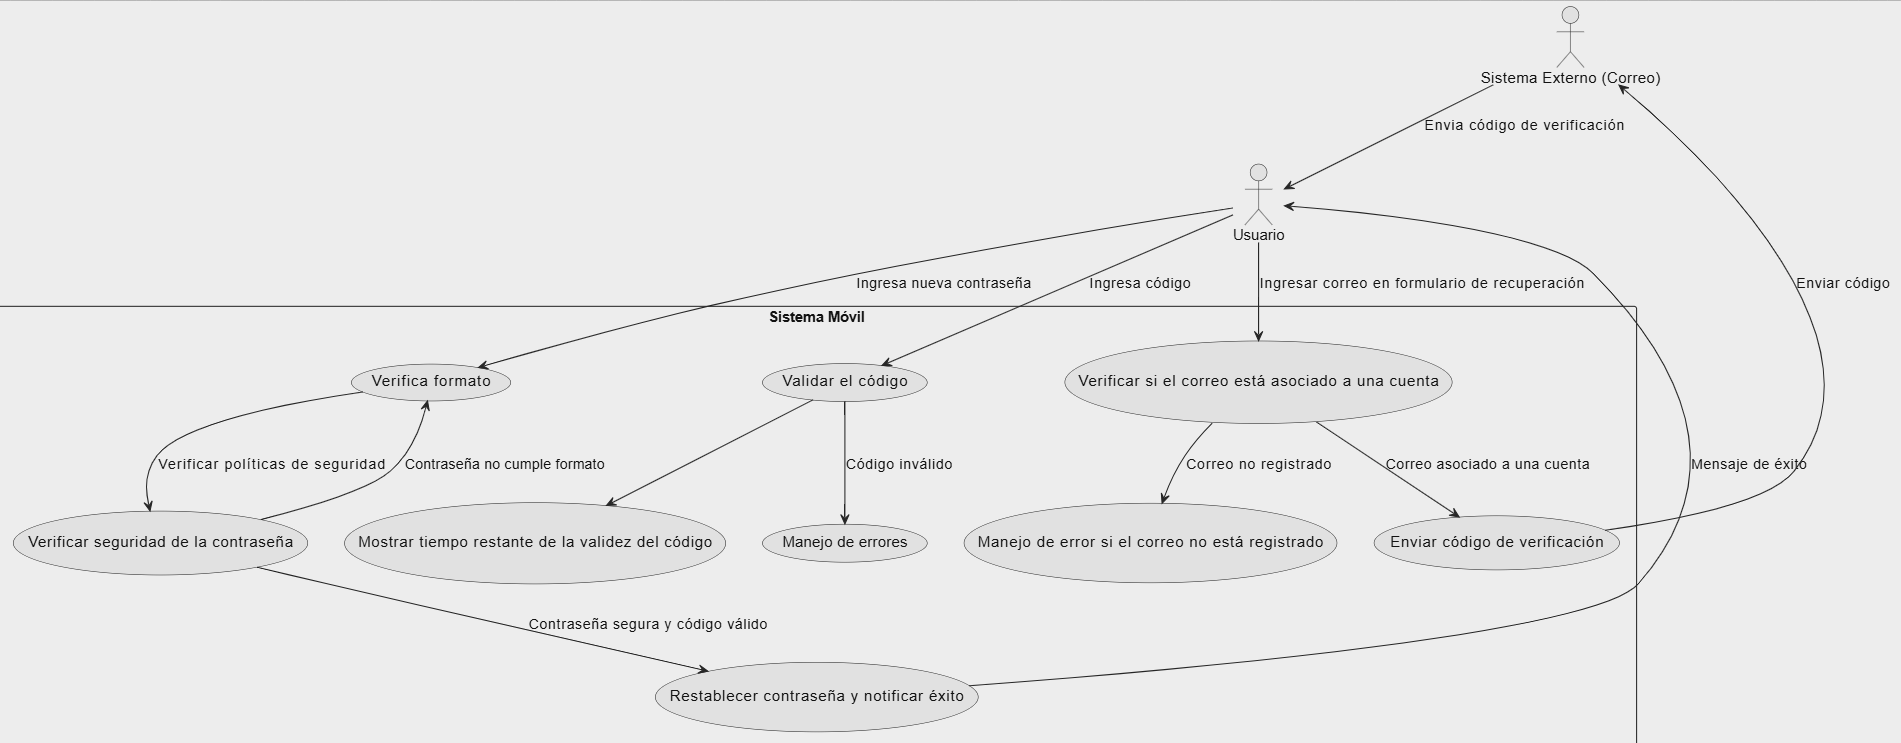 Sistema Externo (Correo)
Envia código de verificación
Usuario
Ingresa nueva contraseña
Ingresa código
Ingresar correo en formulario de recuperación
Enviar código
Sistema Móvil
Verifica formato
Validar el código
Verificar si el correo está asociado a una cuenta
Verificar políticas de seguridad
Contraseña no cumple formato
Código inválido
Correo no registrado
Correo asociado a una cuenta
Mensaje de éxito
Verificar seguridad de la contraseña
Mostrar tiempo restante de la validez del código
Manejo de errores
Manejo de error si el correo no está registrado
Enviar código de verificación
Contraseña segura y código válido
Restablecer contraseña y notificar éxito